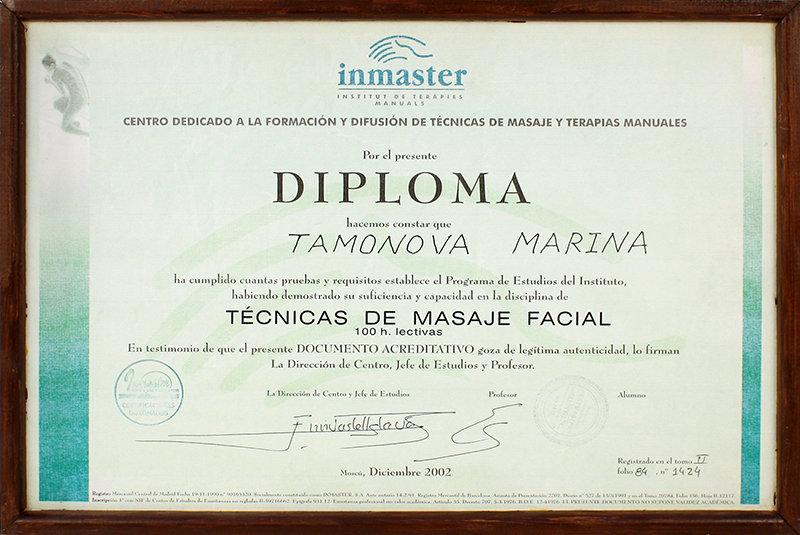 inmaster
INSTITUT DE TERÀPIES
MANUALS
CENTRO DEDICADO A LA FORMACIÓN Y DIFUSIÓN DE TÉCNICAS DE MASAJE Y TERAPIAS MANUALES
Por el presente
DIPLOMA
hacemos constar que
TAMONOVA MARINA
ha cumplido cuantas pruebas y requisitos establece el Programa de Estudios del Instituto,
habiendo demostrado su suficiencia y capacidad en la disciplina de
TÉCNICAS DE MASAJE FACIAL
100 h. lectivas
En testimonio de que el presente DOCUMENTO ACREDITATIVO goza de legítima autenticidad, lo firman
La Dirección de Centro, Jefe de Estudios y Profesor.
La Dirección de Centro y Jefe de Estudios Profesor Alumno
Registrado en el tomo II
folio 84 . nº 1424
Moscú, Diciembre 2002